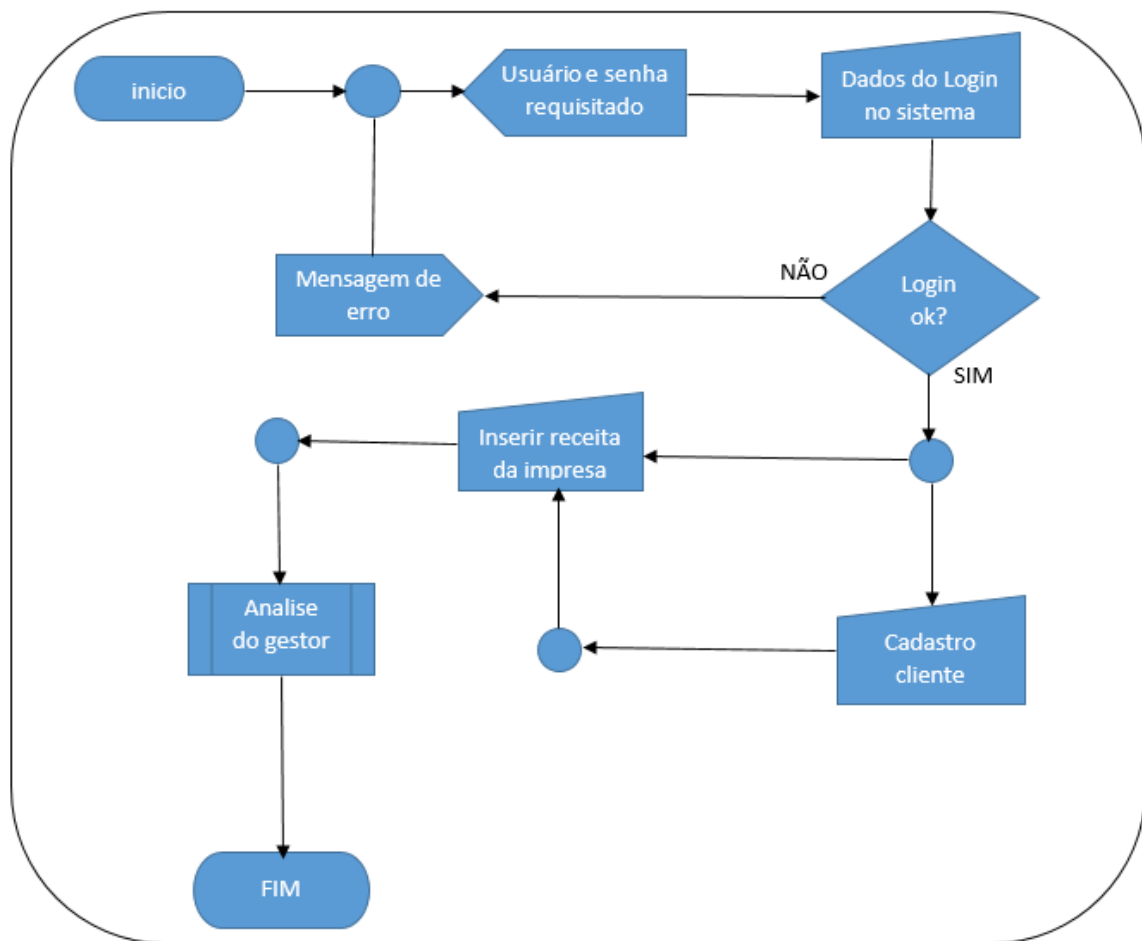 inicio
Usuário e senha
requisitado
Dados do Login
no sistema
Login
ok?
NÃO
Mensagem de
erro
SIM
Inserir receita
da impresa
Cadastro
cliente
Analise
do gestor
FIM